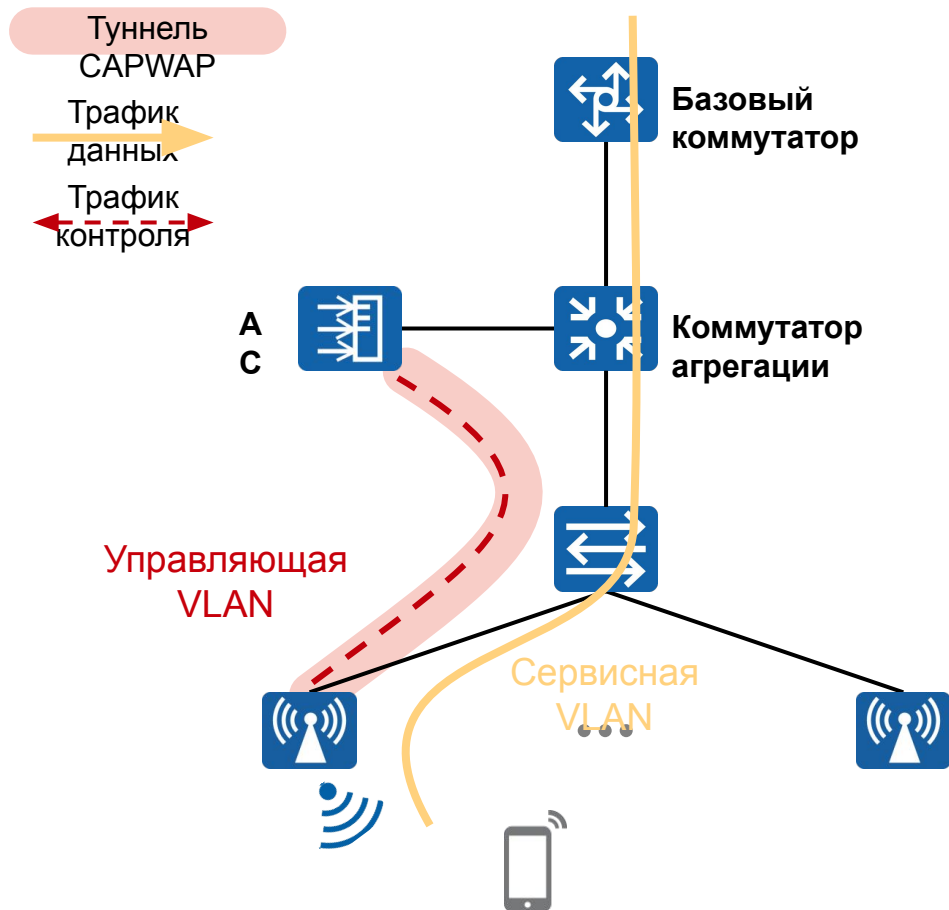 Туннель
CAPWAP
Трафик
данных
Трафик
контроля
Базовый
коммутатор
А
С
Коммутатор
агрегации
Управляющая
VLAN
Сервисная
VLAN